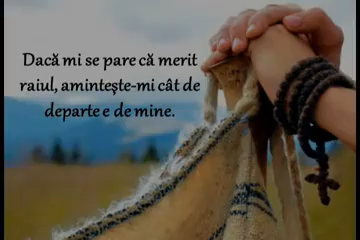 Dacă mi se pare că merit
raiul, amintește-mi cât de
departe e de mine.